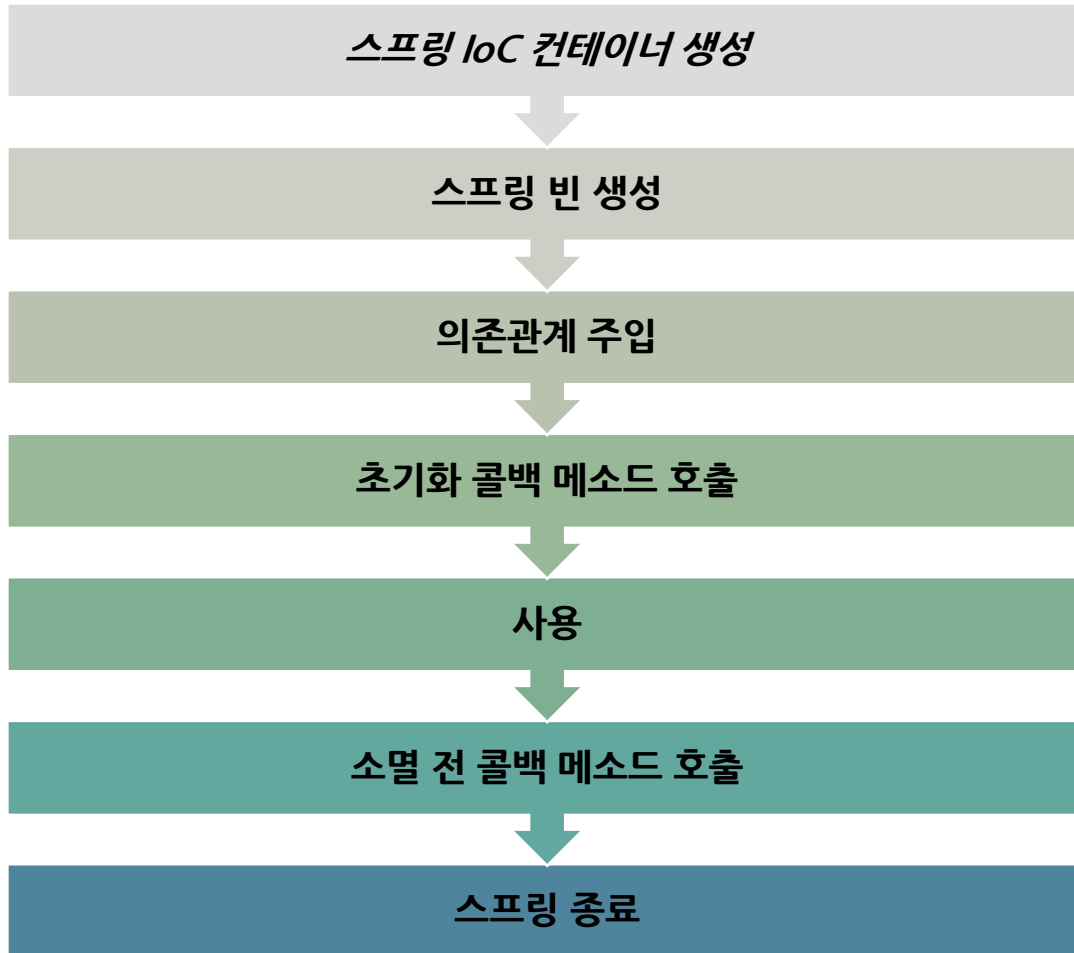 스프링 IoC 컨테이너 생성
스프링 빈 생성
의존관계 주입
초기화 콜백 메소드 호출
사용
소멸 전 콜백 메소드 호출
스프링 종료